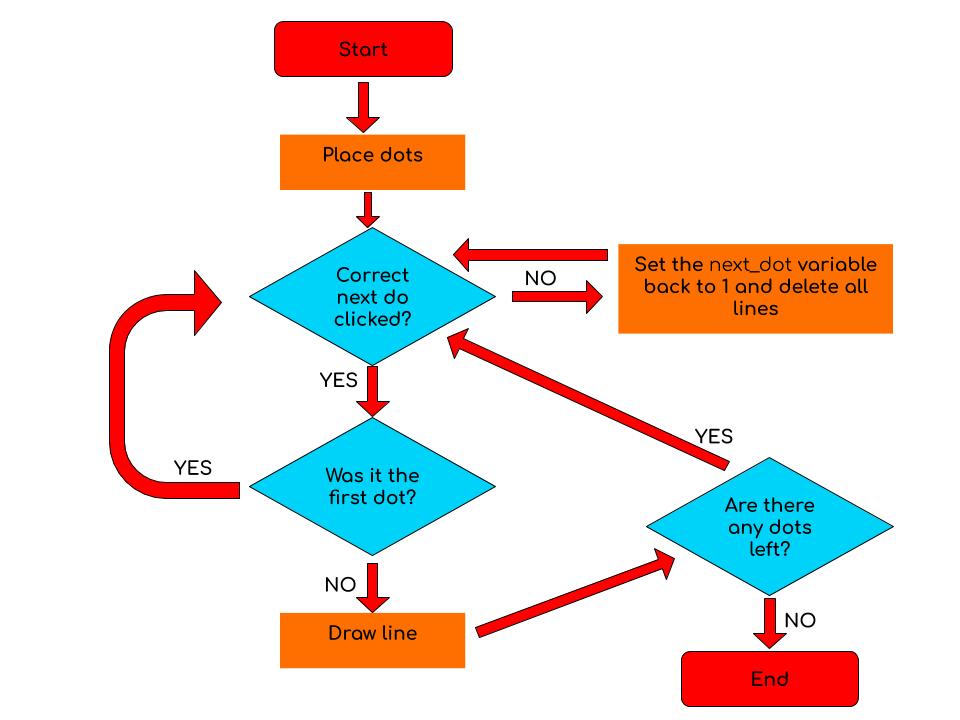 Start
Place dots
Correct
next do
clicked?
NO
Set the next_dot variable
back to 1 and delete all
lines
YES
Was it the
first dot?
YES
YES
Are there
any dots
left?
NO
Draw line
NO
End